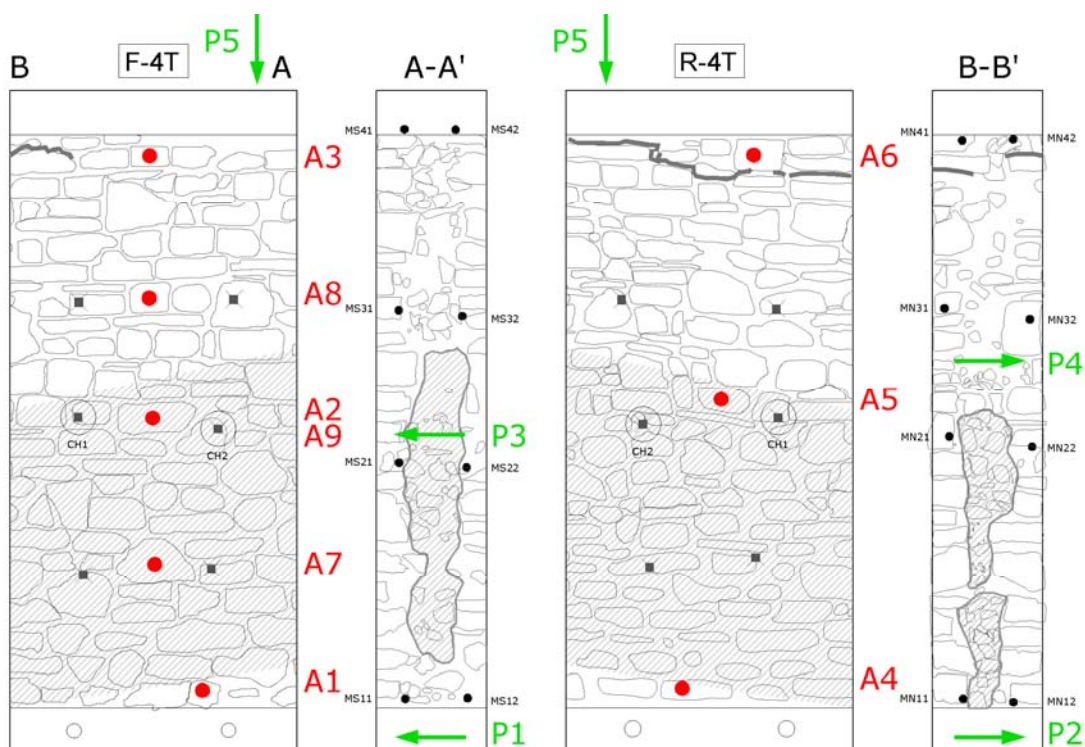 P5
B
F-4T
A
A-A'
P5
R-4T
B-B'
MS41
MS42
MN41
MN42
A3
A6
A8
MS31
MS32
MN31
MN32
P4
A2
A9
CH1
CH2
P3
MS21
MS22
A5
CH2
CH1
MN21
MN22
A7
A1
MS11
MS12
A4
MN11
MN12
P1
P2